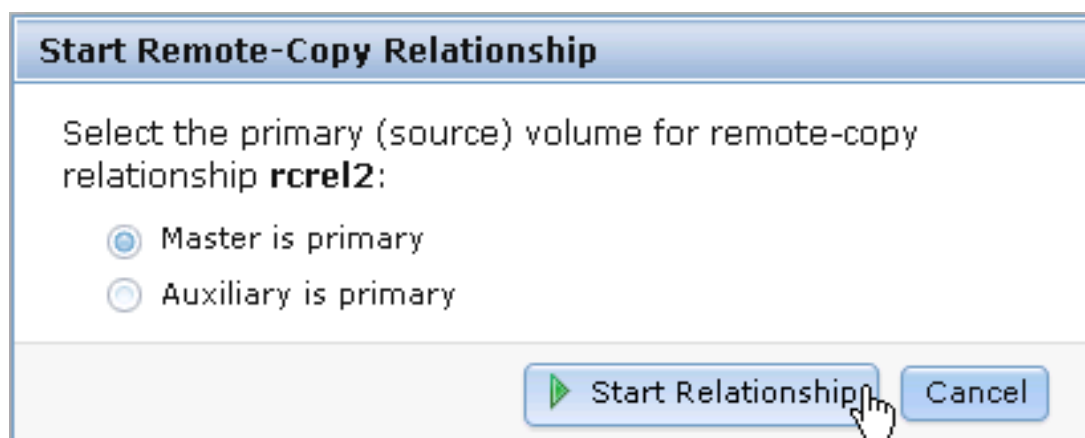 Start Remote-Copy Relationship
Select the primary (source) volume for remote-copy
relationship rcrel2:
Master is primary
Auxiliary is primary
Start Relationship
Cancel